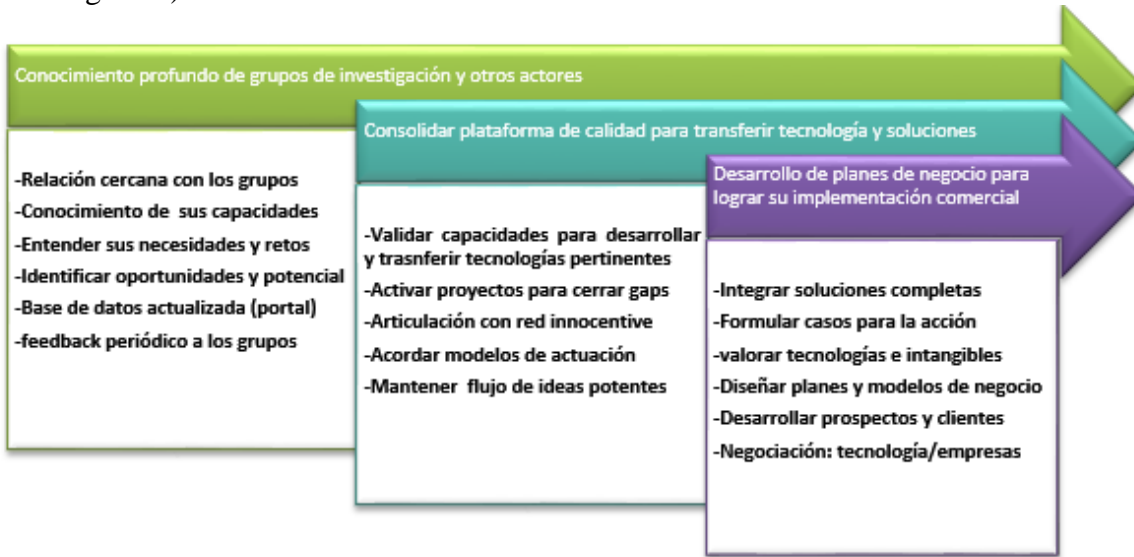 Conocimiento profundo de grupos de investigación y otros actores
-Relación cercana con los grupos
-Conocimiento de sus capacidades
-Entender sus necesidades y retos
-Identificar oportunidades y potencial
-Base de datos actualizada (portal)
-feedback periódico a los grupos
Consolidar plataforma de calidad para transferir tecnología y soluciones
-Validar capacidades para desarrollar
y trasnferir tecnologías pertinentes
-Activar proyectos para cerrar gaps
-Articulación con red innocentive
-Acordar modelos de actuación
-Mantener flujo de ideas potentes
Desarrollo de planes de negocio para
lograr su implementación comercial
-Integrar soluciones completas
-Formular casos para la acción
-valorar tecnologías e intangibles
-Diseñar planes y modelos de negocio
-Desarrollar prospectos y clientes
-Negociación: tecnología/empresas